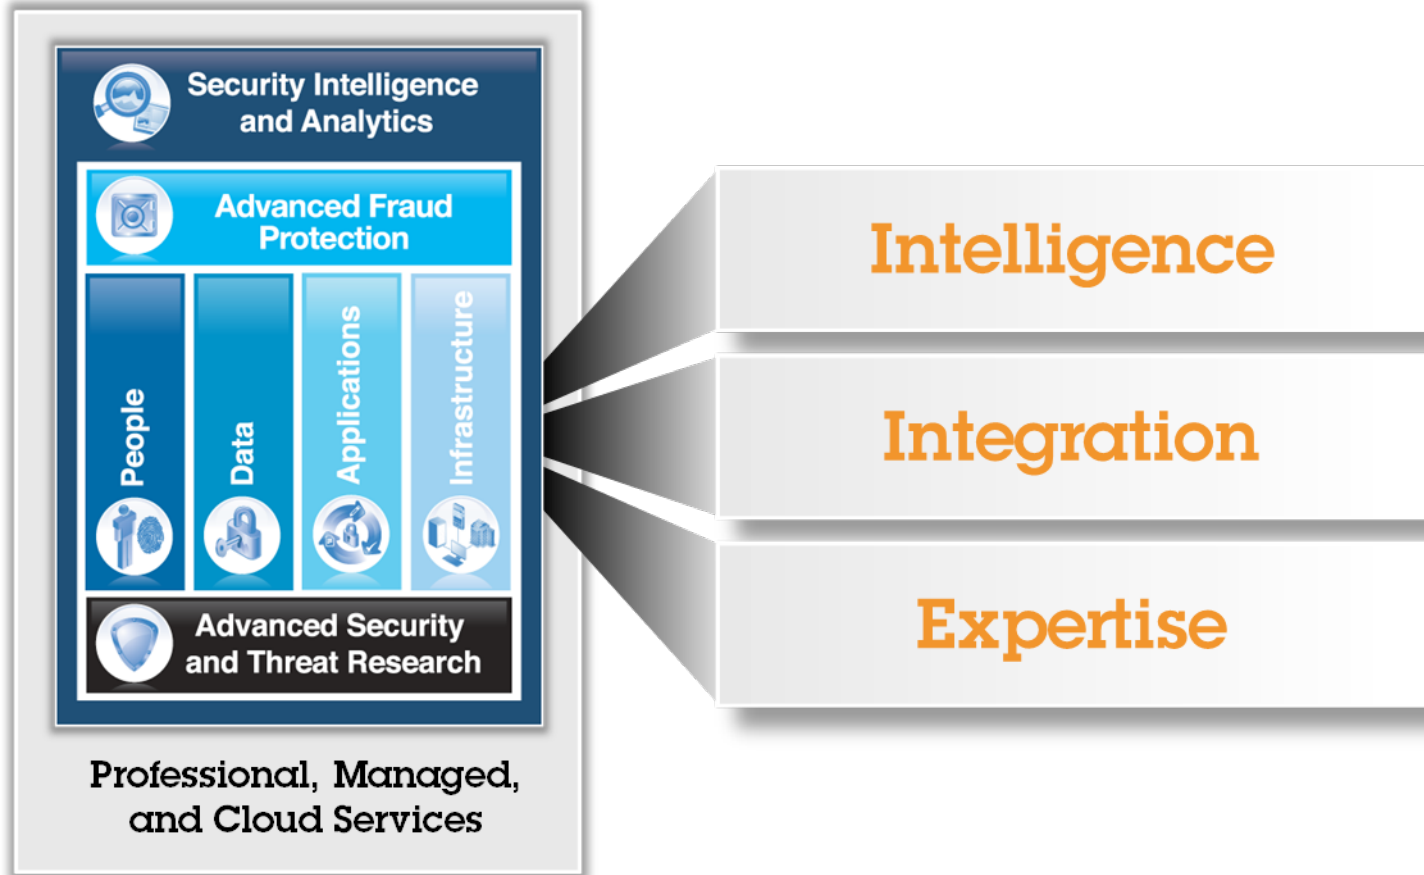 Security Intelligence
and Analytics
Advanced Fraud
Protection
People
Data
Applications
Infrastructure
Advanced Security
and Threat Research
Professional, Managed,
and Cloud Services
Intelligence
Integration
Expertise